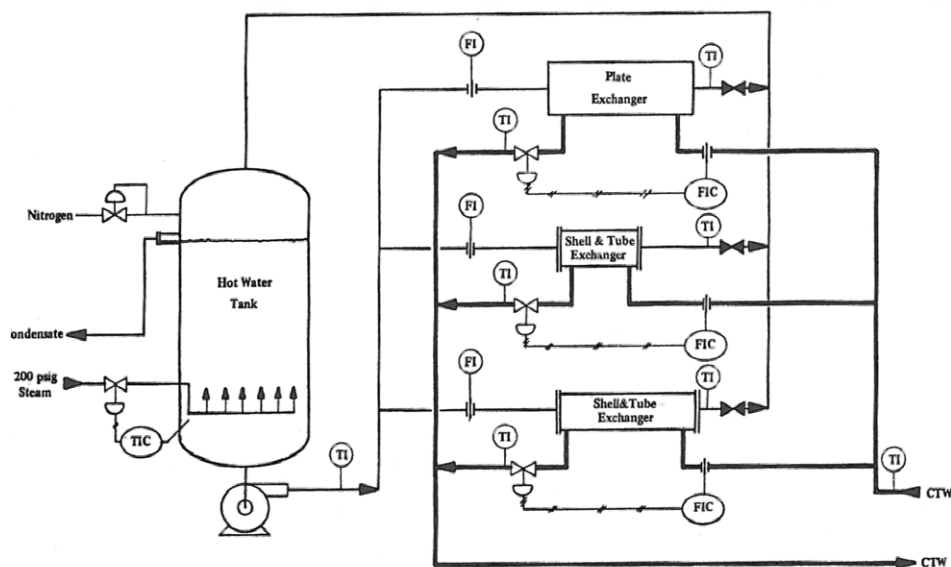 FI
TI
Plate
Exchanger
TI
FIC
Nitrogen
FI
Shell & Tube
Exchanger
TI
Hot Water
Tank
TI
FIC
ondensate
200 psig
Steam
FI
Shell&Tube
Exchanger
TI
TIC
TI
TI
TI
FIC
CTW
CTW